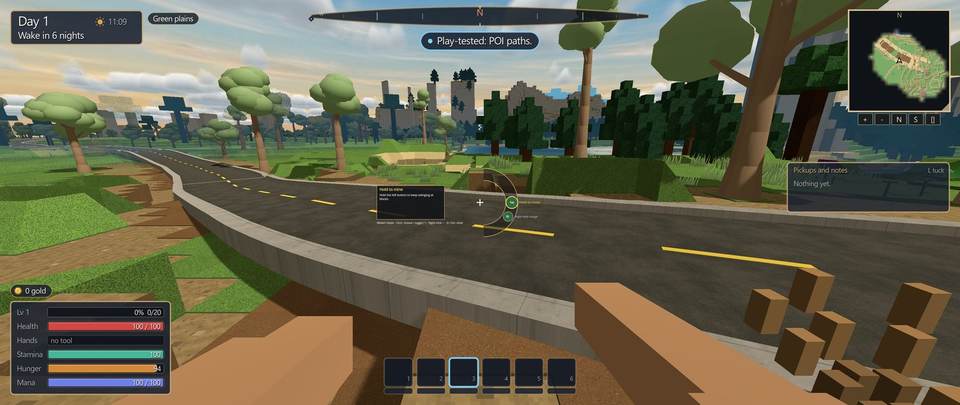 Day 1
11:09
Wake in 6 nights
Green plains
N
Play-tested: POI paths.
N
+ - N S []
Pickups and notes
L tuck
Nothing yet.
Hold to mine
0 gold
Lv 1
0% 0/20
Health
100 / 100
Hands
no tool
Stamina
100
Hunger
94
Mana
100 / 100
1 2 3 4 5 6